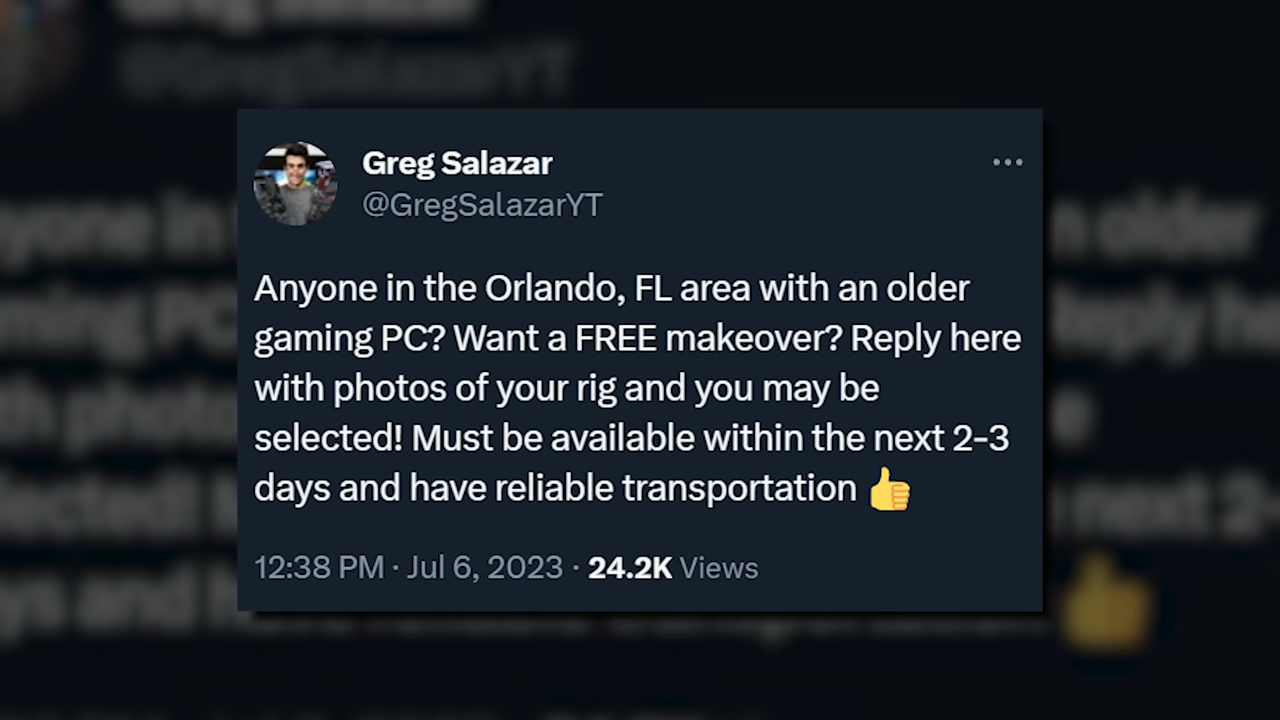 Greg Salazar
@GregSalazarYT
Anyone in the Orlando, FL area with an older
gaming PC? Want a FREE makeover? Reply here
with photos of your rig and you may be
selected! Must be available within the next 2-3
days and have reliable transportation 👍
12:38 PM · Jul 6, 2023 · 24.2K Views